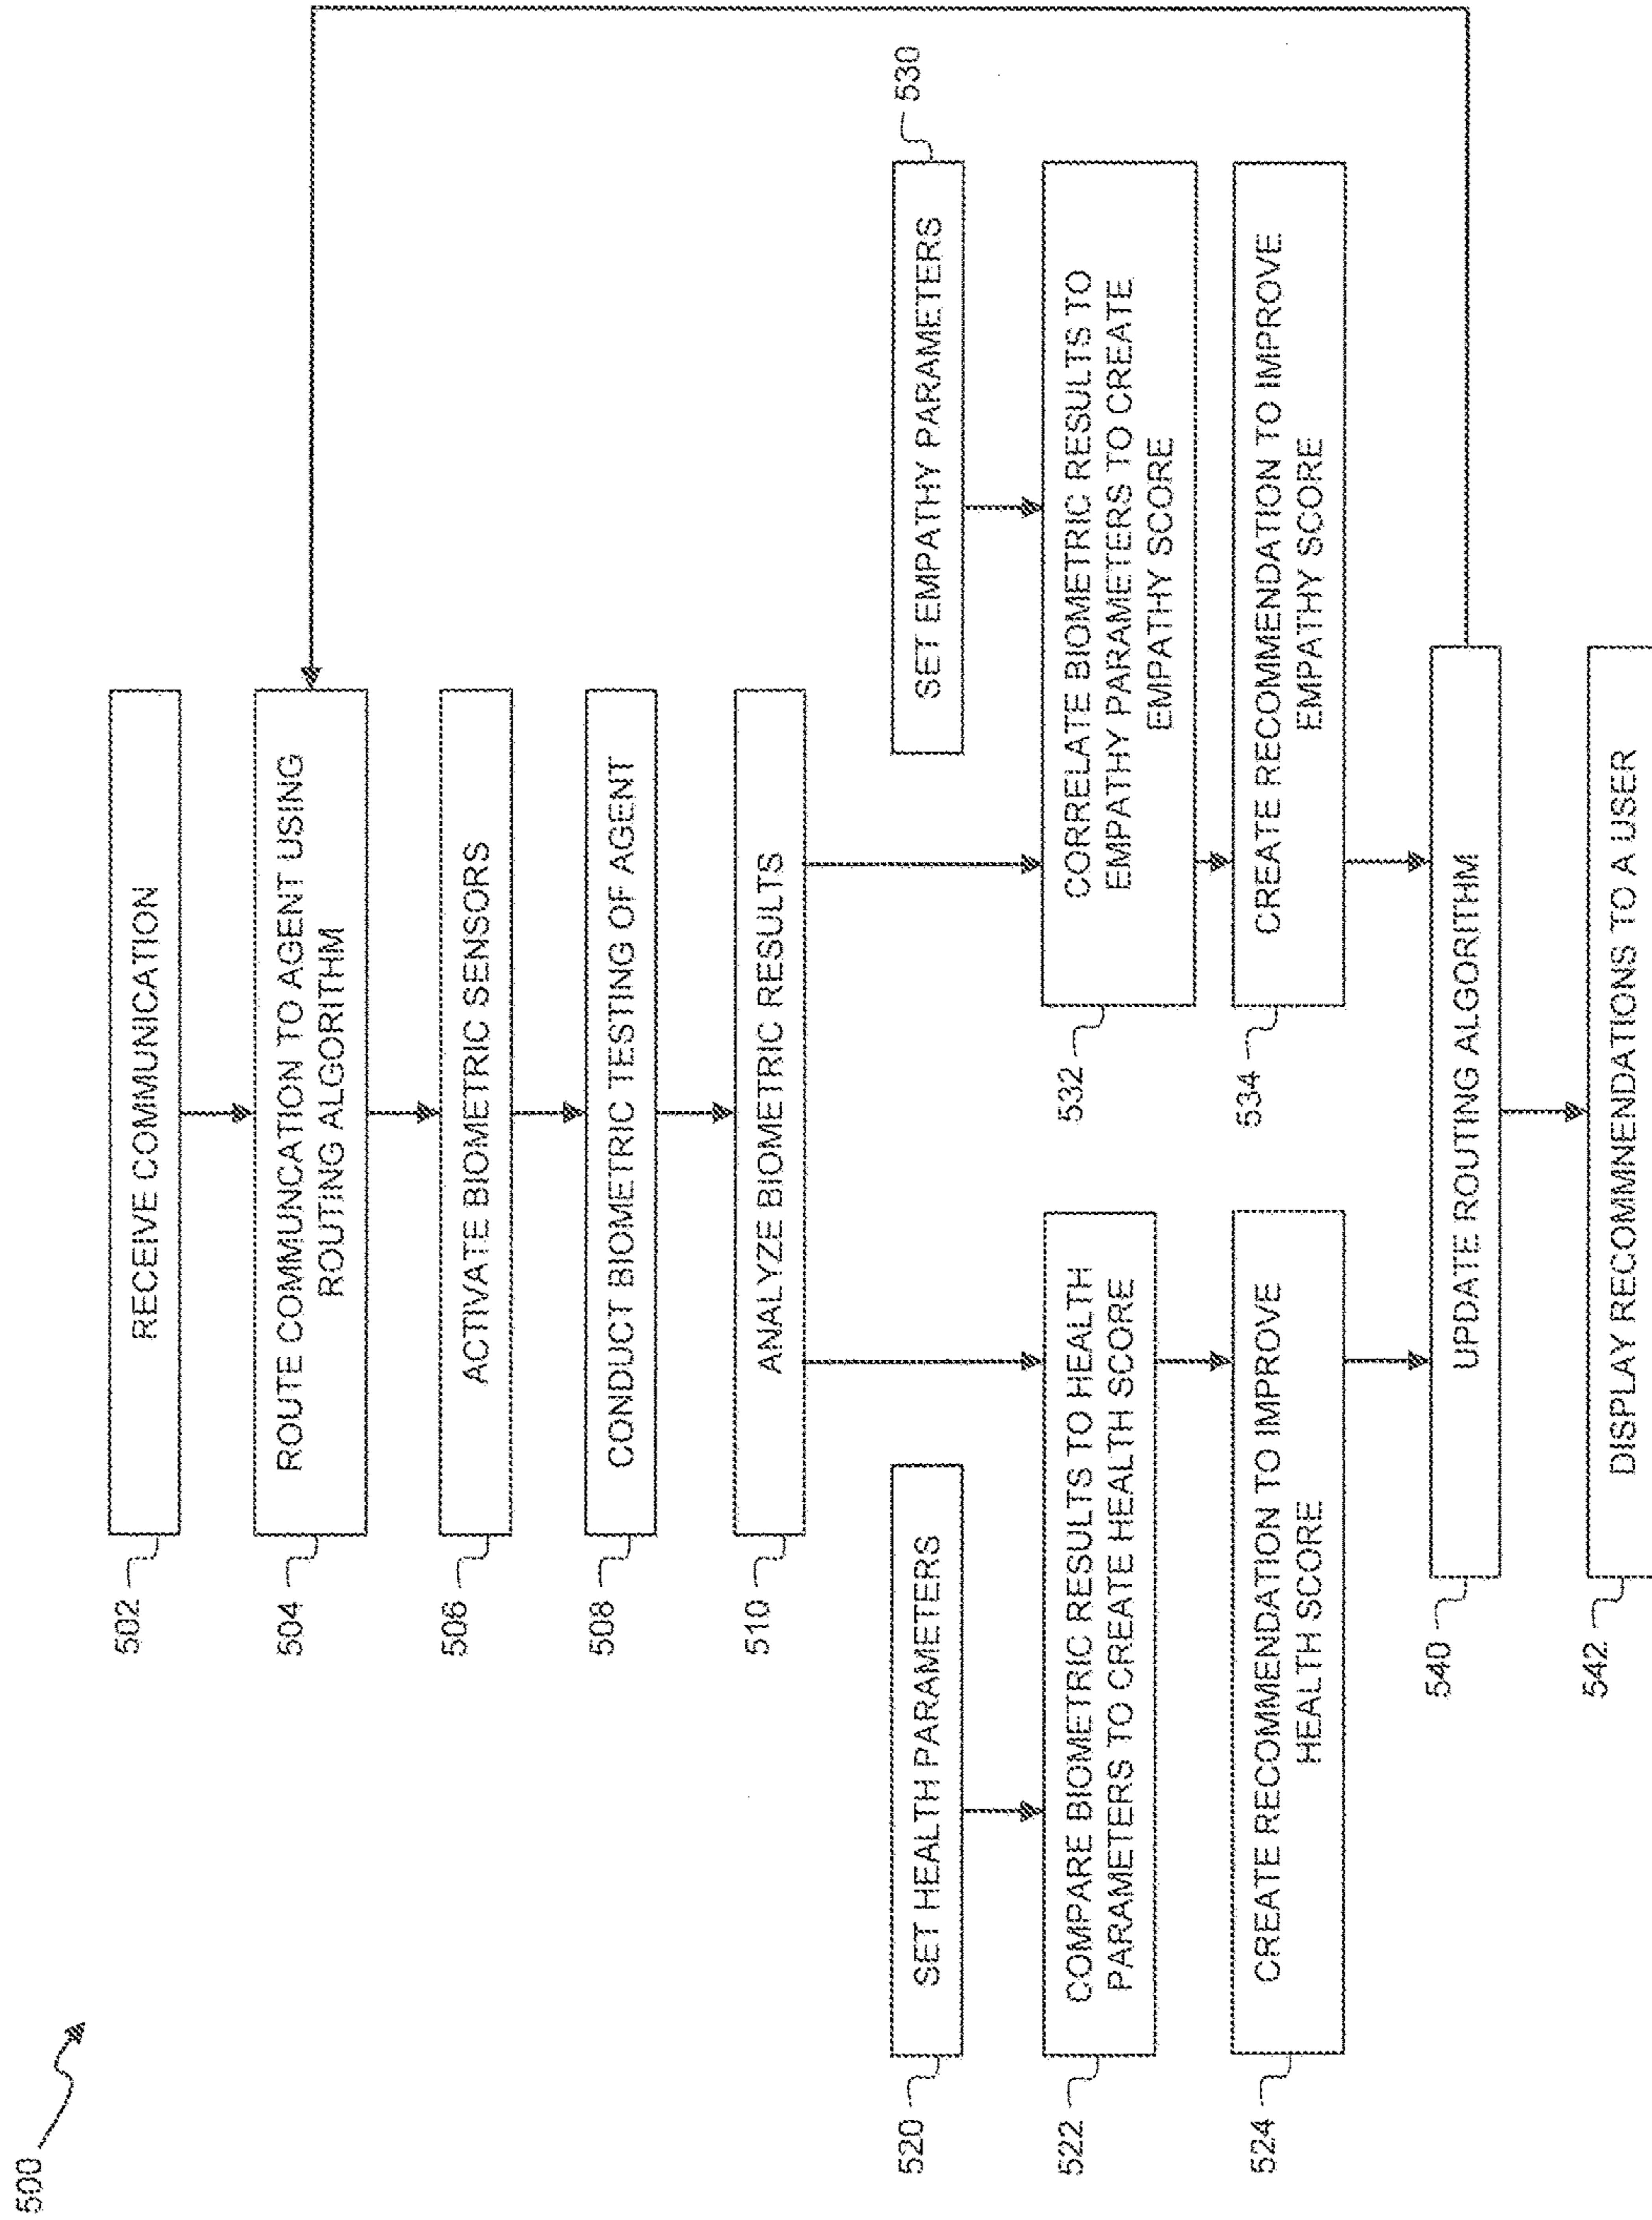 500
502
RECEIVE COMMUNICATION
504
ROUTE COMMUNCATION TO AGENT USING
ROUTING ALGORITHM
506
ACTIVATE BIOMETRIC SENSORS
508
CONDUCT BIOMETRIC TESTING OF AGENT
510
ANALYZE BIOMETRIC RESULTS
520
SET HEALTH PARAMETERS
SET EMPATHY PARAMETERS
530
522
COMPARE BIOMETRIC RESULTS TO HEALTH
PARAMETERS TO CREATE HEALTH SCORE
532
CORRELATE BIOMETRIC RESULTS TO
EMPATHY PARAMETERS TO CREATE
EMPATHY SCORE
524
CREATE RECOMMENDATION TO IMPROVE
HEALTH SCORE
534
CREATE RECOMMENDATION TO IMPROVE
EMPATHY SCORE
540
UPDATE ROUTING ALGORITHM
542
DISPLAY RECOMMNENDATIONS TO A USER